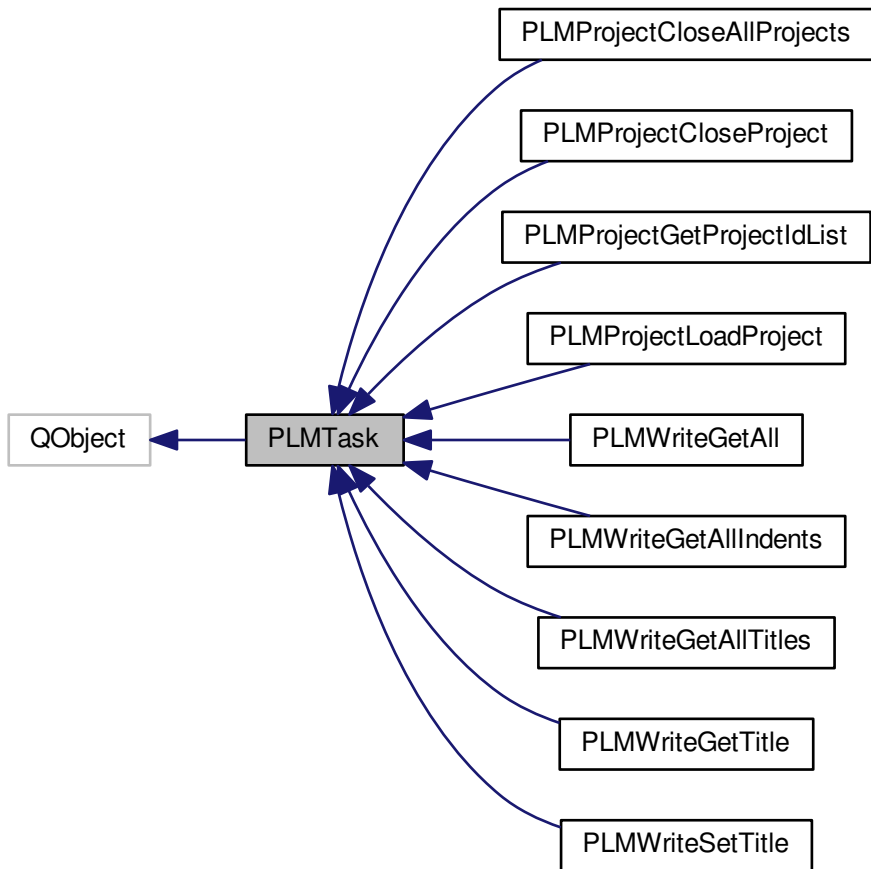 PLMProjectCloseAllProjects
PLMProjectCloseProject
PLMProjectGetProjectIdList
PLMProjectLoadProject
QObject
PLMTask
PLMWriteGetAll
PLMWriteGetAllIndents
PLMWriteGetAllTitles
PLMWriteGetTitle
PLMWriteSetTitle